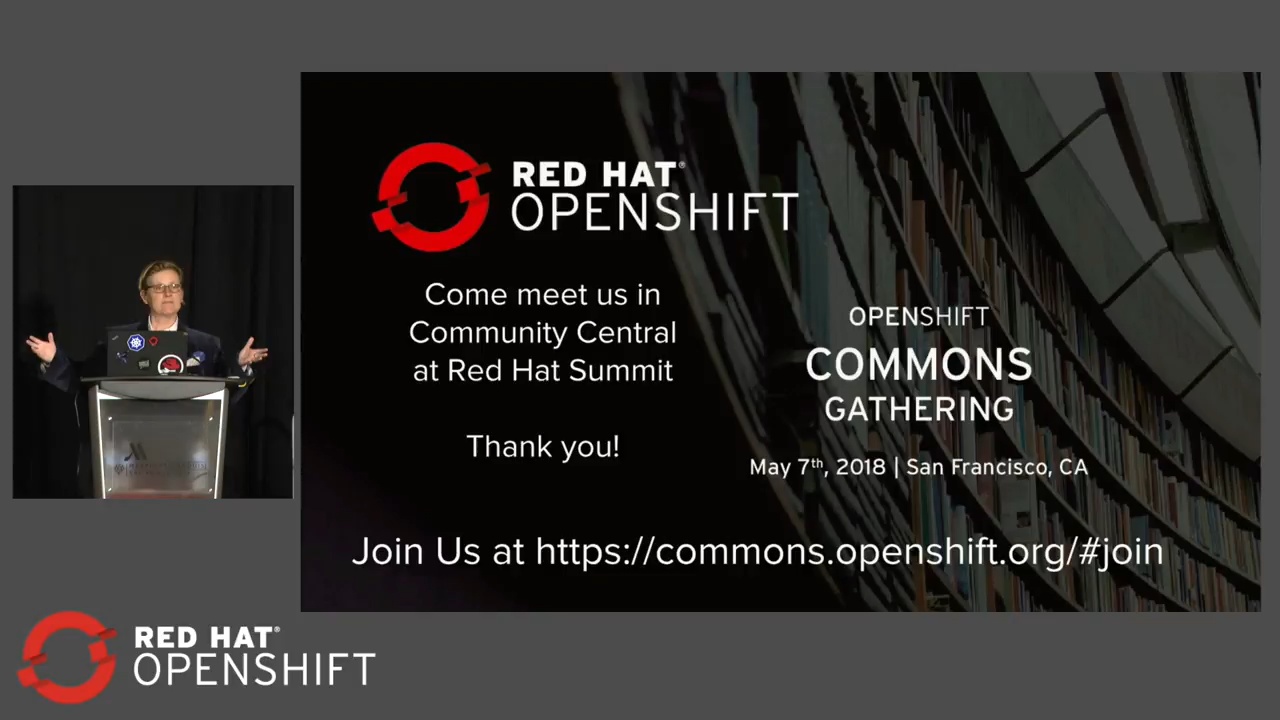 RED HAT®
OPENSHIFT
Come meet us in
Community Central
at Red Hat Summit
Thank you!
OPENSHIFT
COMMONS
GATHERING
May 7th, 2018 | San Francisco, CA
Join Us at https://commons.openshift.org/#join
RED HAT®
OPENSHIFT